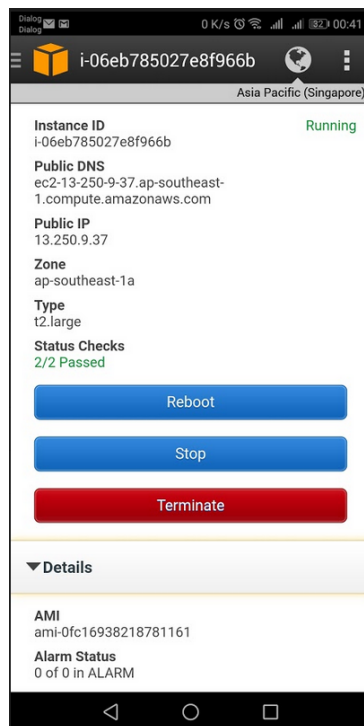 Dialog
Dialog
0 K/s
82
00:41
i-06eb785027e8f966b
Asia Pacific (Singapore)
Instance ID
Running
i-06eb785027e8f966b
Public DNS
ec2-13-250-9-37.ap-southeast-
1.compute.amazonaws.com
Public IP
13.250.9.37
Zone
ap-southeast-1a
Type
t2.large
Status Checks
2/2 Passed
Reboot
Stop
Terminate
Details
AMI
ami-0fc16938218781161
Alarm Status
0 of 0 in ALARM